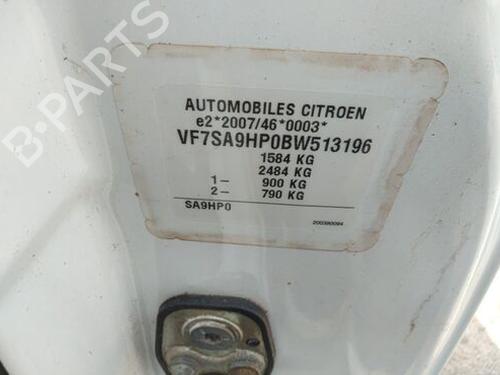 B-PARTS
AUTOMOBILES CITROEN
e2*2007/46*0003*
VF7SA9HP0BW513196
1584 KG
2484 KG
1- 900 KG
2- 790 KG
SA9HP0
200380094